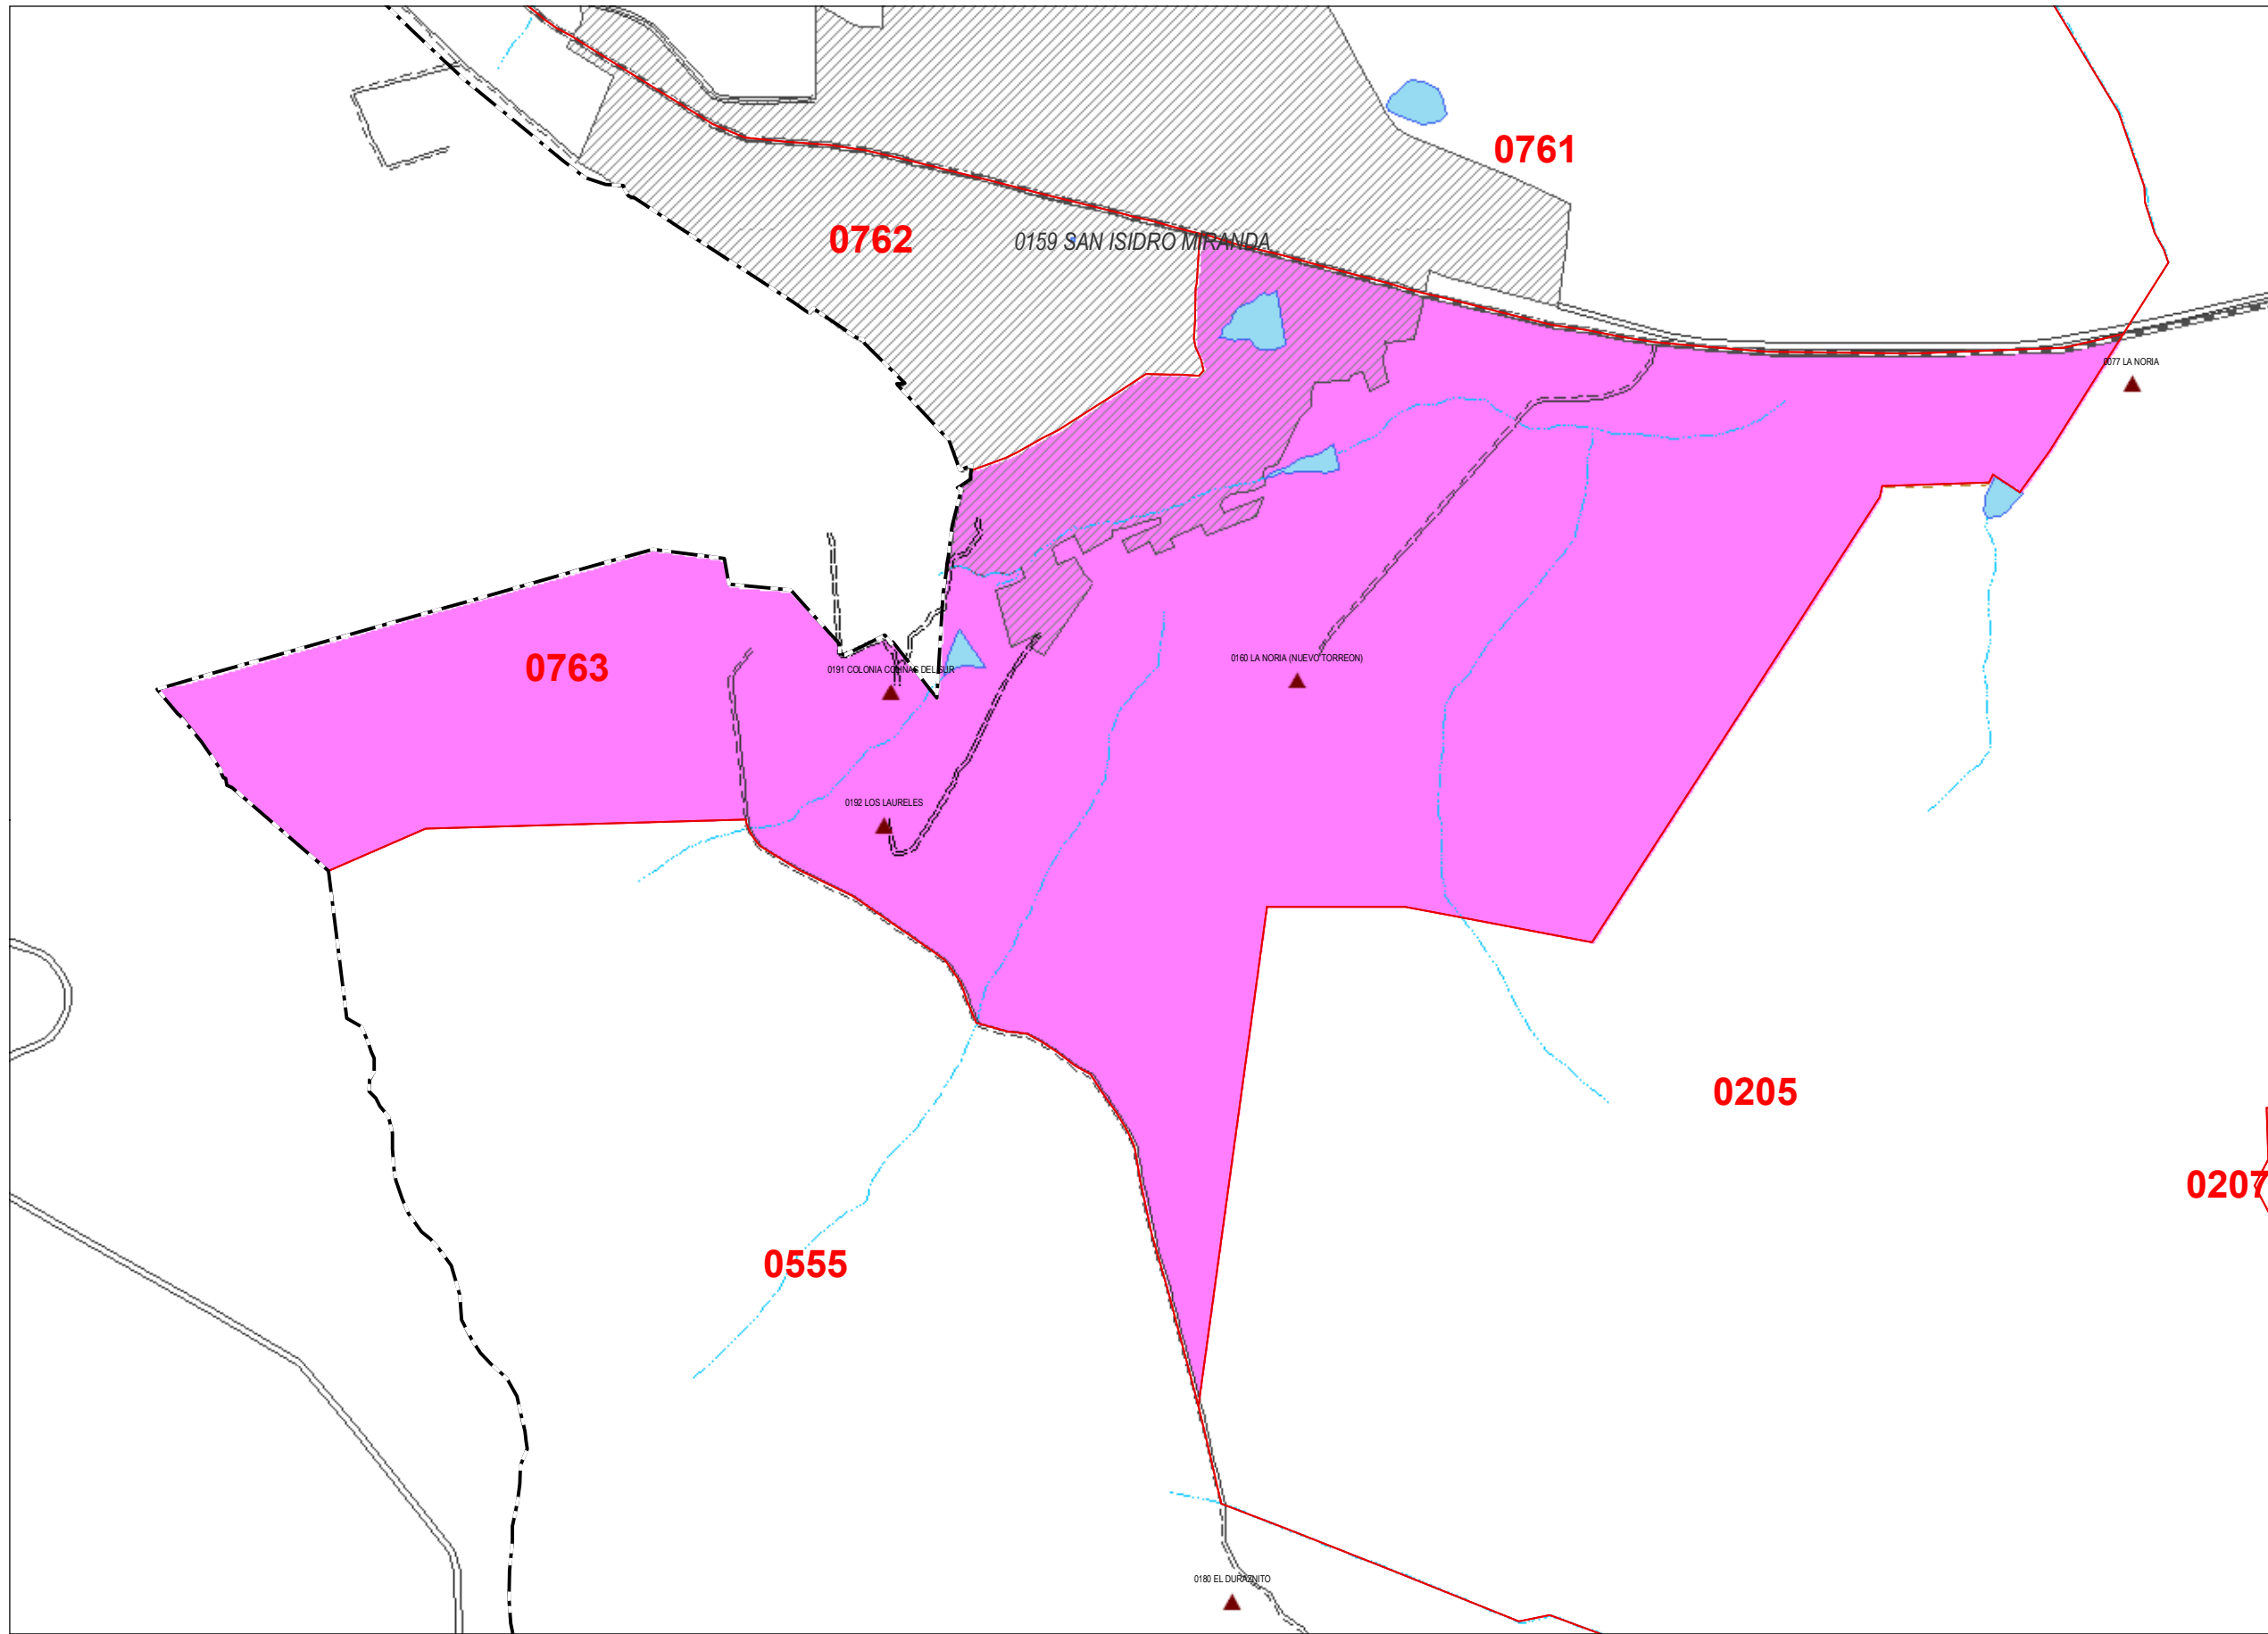 0761
0762
0159 SAN ISIDRO MIRANDA
0077 LA NORIA
0763
0191 COLONIA COLINAS DEL SUR
0160 LA NORIA (NUEVO TORREON)
0192 LOS LAURELES
0205
0207
0555
0180 EL DURAZNITO